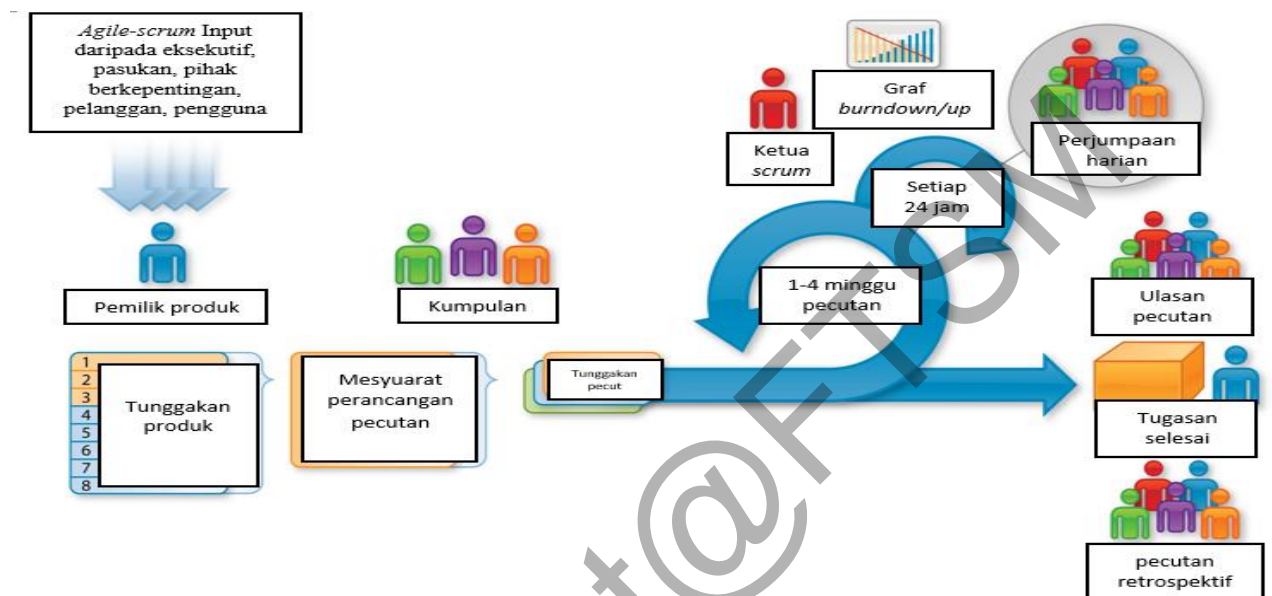 Agile-scrum Input
daripada eksekutif,
pasukan, pihak
berkepentingan,
pelanggan, pengguna
Pemilik produk
Kumpulan
1
2
3
4
5
6
7
8
Tunggakan
produk
Mesyuarat
perancangan
pecutan
Tunggakan
pecut
Ketua
scrum
Graf
burndown/up
Perjumpaan
harian
Setiap
24 jam
1-4 minggu
pecutan
Ulasan
pecutan
Tugasan
selesai
pecutan
retrospektif
t@FTSM